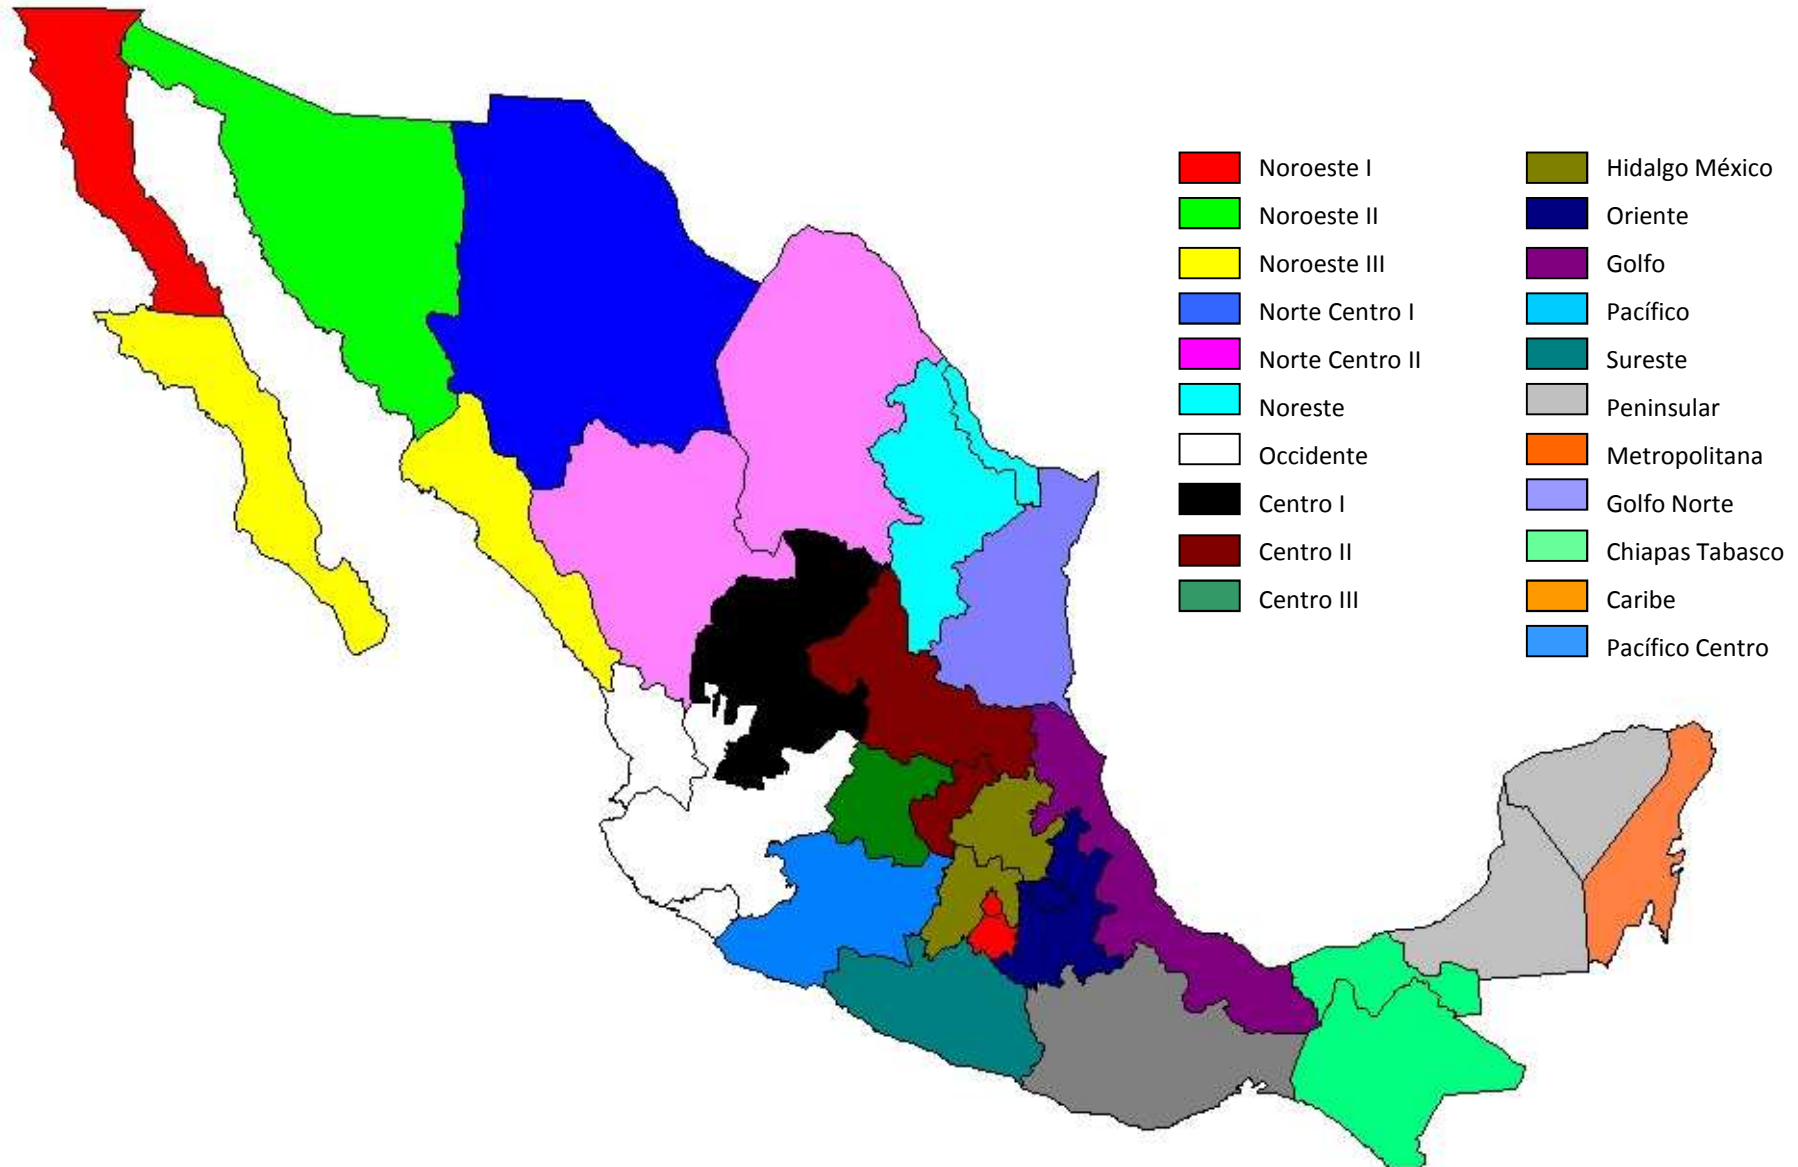 Noroeste I
Noroeste II
Noroeste III
Norte Centro I
Norte Centro II
Noreste
Occidente
Centro I
Centro II
Centro III
Hidalgo México
Oriente
Golfo
Pacífico
Sureste
Peninsular
Metropolitana
Golfo Norte
Chiapas Tabasco
Caribe
Pacífico Centro